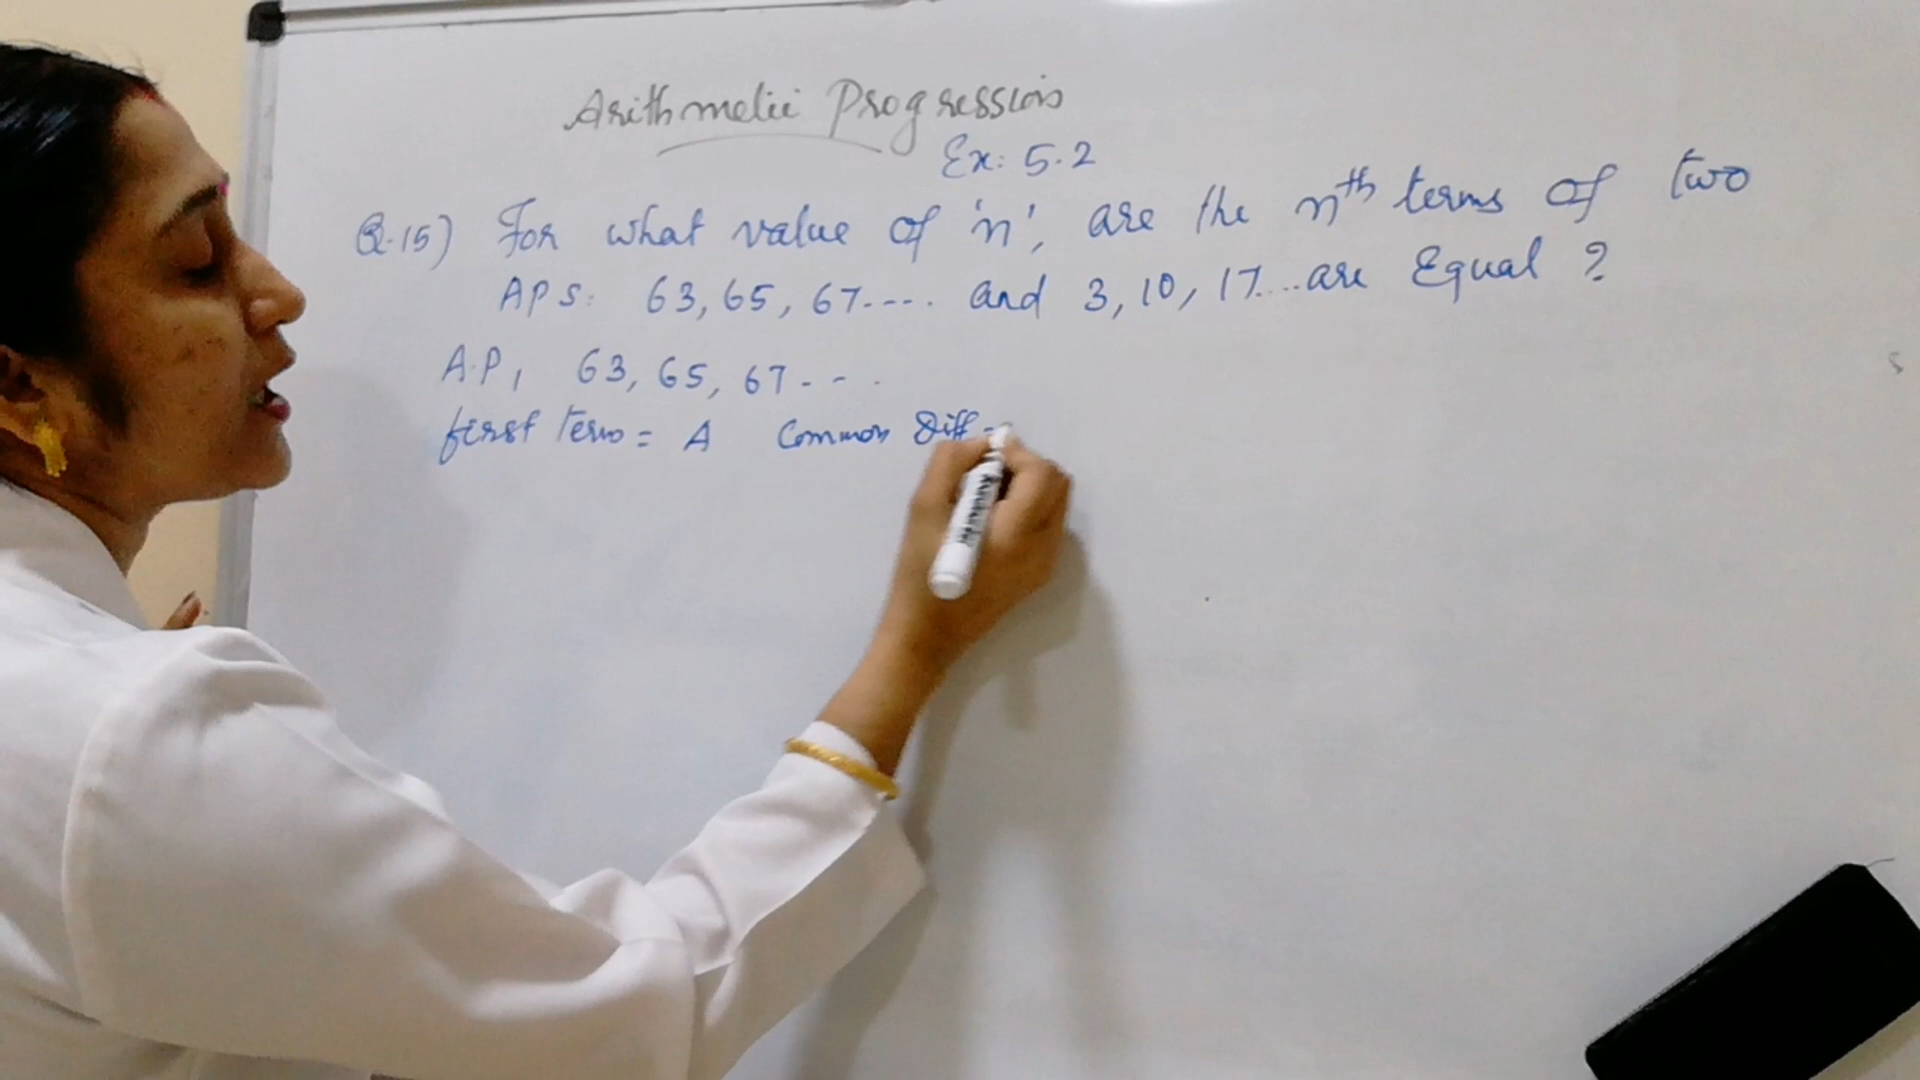 Arithmetic Progression
Ex: 5.2
Q.15) For what value of 'n', are the nth terms of two
APS: 63, 65, 67---- and 3, 10, 17...are Equal ?
A.P, 63, 65, 67- - -
first term = A Common Diff =